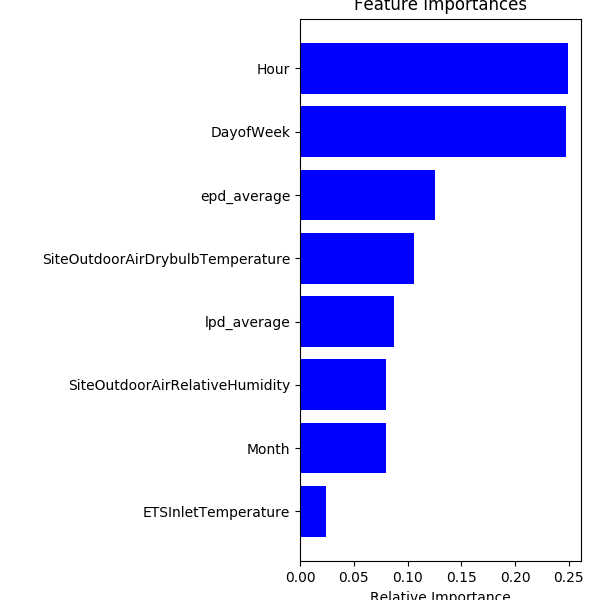 Feature Importances
Hour
DayofWeek
epd_average
SiteOutdoorAirDrybulbTemperature
lpd_average
SiteOutdoorAirRelativeHumidity
Month
ETSInletTemperature
0.00 0.05 0.10 0.15 0.20 0.25
Relative Importance